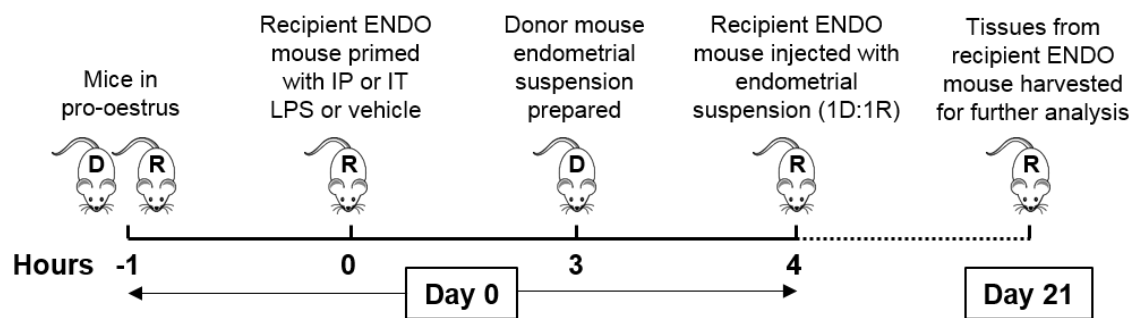 Mice in
pro-oestrus
Recipient ENDO
mouse primed
with IP or IT
LPS or vehicle
Donor mouse
endometrial
suspension
prepared
Recipient ENDO
mouse injected with
endometrial
suspension (1D:1R)
Tissues from
recipient ENDO
mouse harvested
for further analysis
D R R D R R
Hours -1 0 3 4
Day 0 Day 21